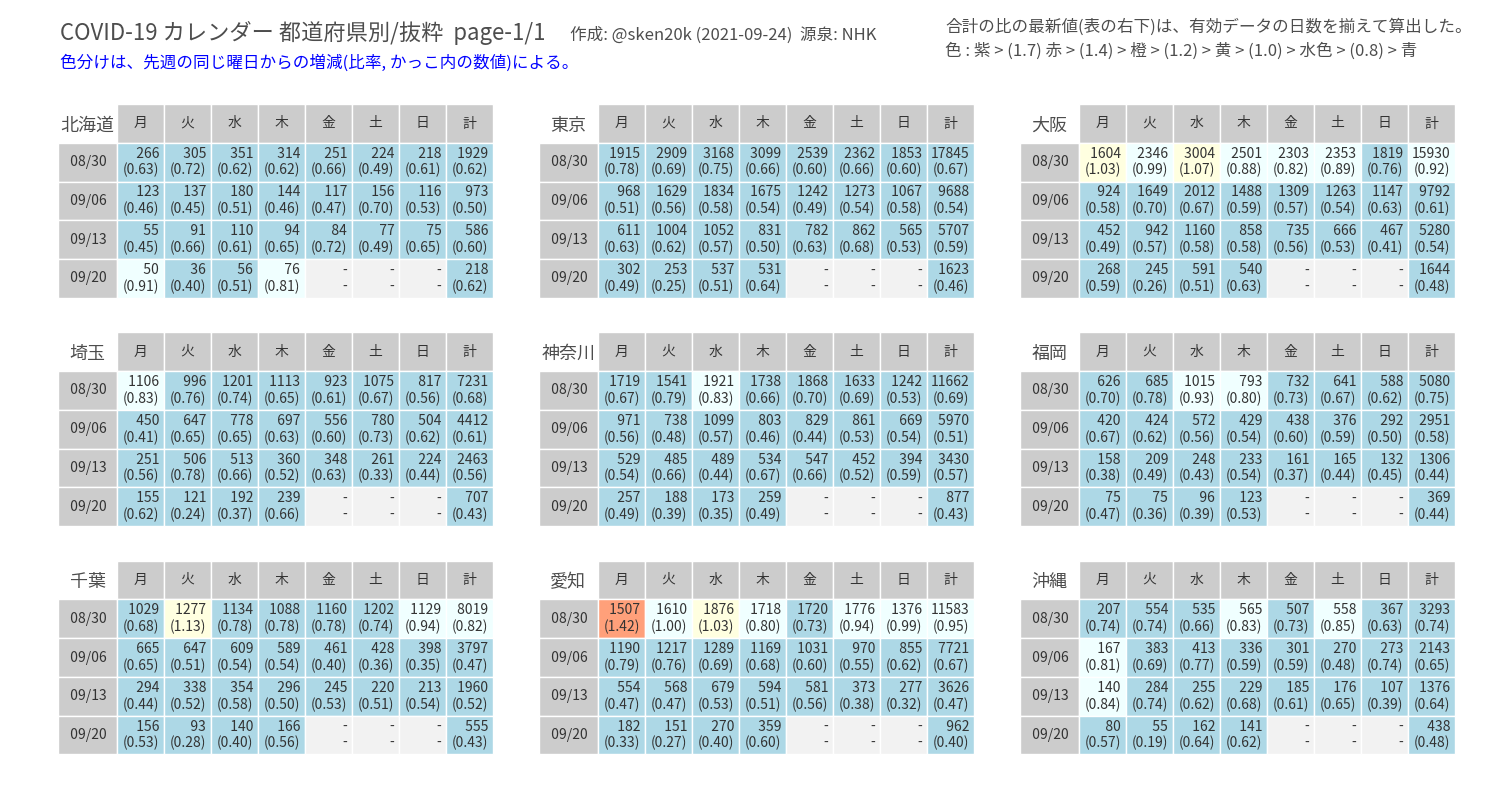 COVID-19 カレンダー 都道府県別/抜粋 page-1/1 作成: @sken20k (2021-09-24) 源泉: NHK
色分けは、先週の同じ曜日からの増減(比率, かっこ内の数値)による。
合計の比の最新値(表の右下)は、有効データの日数を揃えて算出した。
色 : 紫 > (1.7) 赤 > (1.4) 橙 > (1.2) 黄 > (1.0) > 水色 > (0.8) > 青
北海道 月 火 水 木 金 土 日 計
08/30 266 305 351 314 251 224 218 1929
(0.63) (0.72) (0.62) (0.62) (0.66) (0.49) (0.61) (0.62)
09/06 123 137 180 144 117 156 116 973
(0.46) (0.45) (0.51) (0.46) (0.47) (0.70) (0.53) (0.50)
09/13 55 91 110 94 84 77 75 586
(0.45) (0.66) (0.61) (0.65) (0.72) (0.49) (0.65) (0.60)
09/20 50 36 56 76 - - - 218
(0.91) (0.40) (0.51) (0.81) - - - (0.62)
東京 月 火 水 木 金 土 日 計
08/30 1915 2909 3168 3099 2539 2362 1853 17845
(0.78) (0.69) (0.75) (0.66) (0.60) (0.66) (0.60) (0.67)
09/06 968 1629 1834 1675 1242 1273 1067 9688
(0.51) (0.56) (0.58) (0.54) (0.49) (0.54) (0.58) (0.54)
09/13 611 1004 1052 831 782 862 565 5707
(0.63) (0.62) (0.57) (0.50) (0.63) (0.68) (0.53) (0.59)
09/20 302 253 537 531 - - - 1623
(0.49) (0.25) (0.51) (0.64) - - - (0.46)
大阪 月 火 水 木 金 土 日 計
08/30 1604 2346 3004 2501 2303 2353 1819 15930
(1.03) (0.99) (1.07) (0.88) (0.82) (0.89) (0.76) (0.92)
09/06 924 1649 2012 1488 1309 1263 1147 9792
(0.58) (0.70) (0.67) (0.59) (0.57) (0.54) (0.63) (0.61)
09/13 452 942 1160 858 735 666 467 5280
(0.49) (0.57) (0.58) (0.58) (0.56) (0.53) (0.41) (0.54)
09/20 268 245 591 540 - - - 1644
(0.59) (0.26) (0.51) (0.63) - - - (0.48)
埼玉 月 火 水 木 金 土 日 計
08/30 1106 996 1201 1113 923 1075 817 7231
(0.83) (0.76) (0.74) (0.65) (0.61) (0.67) (0.56) (0.68)
09/06 450 647 778 697 556 780 504 4412
(0.41) (0.65) (0.65) (0.63) (0.60) (0.73) (0.62) (0.61)
09/13 251 506 513 360 348 261 224 2463
(0.56) (0.78) (0.66) (0.52) (0.63) (0.33) (0.44) (0.56)
09/20 155 121 192 239 - - - 707
(0.62) (0.24) (0.37) (0.66) - - - (0.43)
神奈川 月 火 水 木 金 土 日 計
08/30 1719 1541 1921 1738 1868 1633 1242 11662
(0.67) (0.79) (0.83) (0.66) (0.70) (0.69) (0.53) (0.69)
09/06 971 738 1099 803 829 861 669 5970
(0.56) (0.48) (0.57) (0.46) (0.44) (0.53) (0.54) (0.51)
09/13 529 485 489 534 547 452 394 3430
(0.54) (0.66) (0.44) (0.67) (0.66) (0.52) (0.59) (0.57)
09/20 257 188 173 259 - - - 877
(0.49) (0.39) (0.35) (0.49) - - - (0.43)
福岡 月 火 水 木 金 土 日 計
08/30 626 685 1015 793 732 641 588 5080
(0.70) (0.78) (0.93) (0.80) (0.73) (0.67) (0.62) (0.75)
09/06 420 424 572 429 438 376 292 2951
(0.67) (0.62) (0.56) (0.54) (0.60) (0.59) (0.50) (0.58)
09/13 158 209 248 233 161 165 132 1306
(0.38) (0.49) (0.43) (0.54) (0.37) (0.44) (0.45) (0.44)
09/20 75 75 96 123 - - - 369
(0.47) (0.36) (0.39) (0.53) - - - (0.44)
千葉 月 火 水 木 金 土 日 計
08/30 1029 1277 1134 1088 1160 1202 1129 8019
(0.68) (1.13) (0.78) (0.78) (0.78) (0.74) (0.94) (0.82)
09/06 665 647 609 589 461 428 398 3797
(0.65) (0.51) (0.54) (0.54) (0.40) (0.36) (0.35) (0.47)
09/13 294 338 354 296 245 220 213 1960
(0.44) (0.52) (0.58) (0.50) (0.53) (0.51) (0.54) (0.52)
09/20 156 93 140 166 - - - 555
(0.53) (0.28) (0.40) (0.56) - - - (0.43)
愛知 月 火 水 木 金 土 日 計
08/30 1507 1610 1876 1718 1720 1776 1376 11583
(1.42) (1.00) (1.03) (0.80) (0.73) (0.94) (0.99) (0.95)
09/06 1190 1217 1289 1169 1031 970 855 7721
(0.79) (0.76) (0.69) (0.68) (0.60) (0.55) (0.62) (0.67)
09/13 554 568 679 594 581 373 277 3626
(0.47) (0.47) (0.53) (0.51) (0.56) (0.38) (0.32) (0.47)
09/20 182 151 270 359 - - - 962
(0.33) (0.27) (0.40) (0.60) - - - (0.40)
沖縄 月 火 水 木 金 土 日 計
08/30 207 554 535 565 507 558 367 3293
(0.74) (0.74) (0.66) (0.83) (0.73) (0.85) (0.63) (0.74)
09/06 167 383 413 336 301 270 273 2143
(0.81) (0.69) (0.77) (0.59) (0.59) (0.48) (0.74) (0.65)
09/13 140 284 255 229 185 176 107 1376
(0.84) (0.74) (0.62) (0.68) (0.61) (0.65) (0.39) (0.64)
09/20 80 55 162 141 - - - 438
(0.57) (0.19) (0.64) (0.62) - - - (0.48)